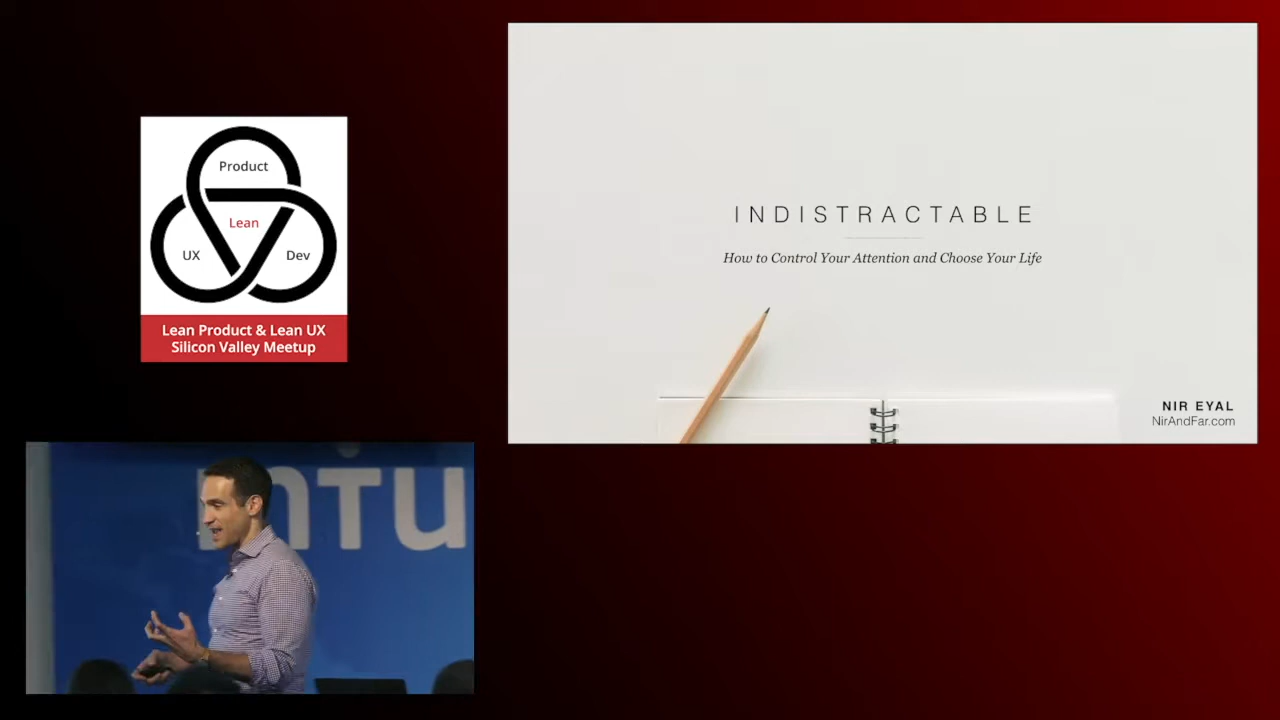 Product
Lean
UX
Dev
Lean Product & Lean UX
Silicon Valley Meetup
INDISTRACTABLE
How to Control Your Attention and Choose Your Life
NIR EYAL
NirAndFar.com
intu